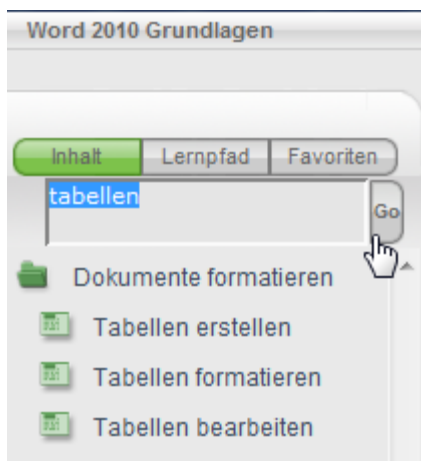 Word 2010 Grundlagen
Inhalt Lernpfad Favoriten
tabellen Go
Dokumente formatieren
Tabellen erstellen
Tabellen formatieren
Tabellen bearbeiten